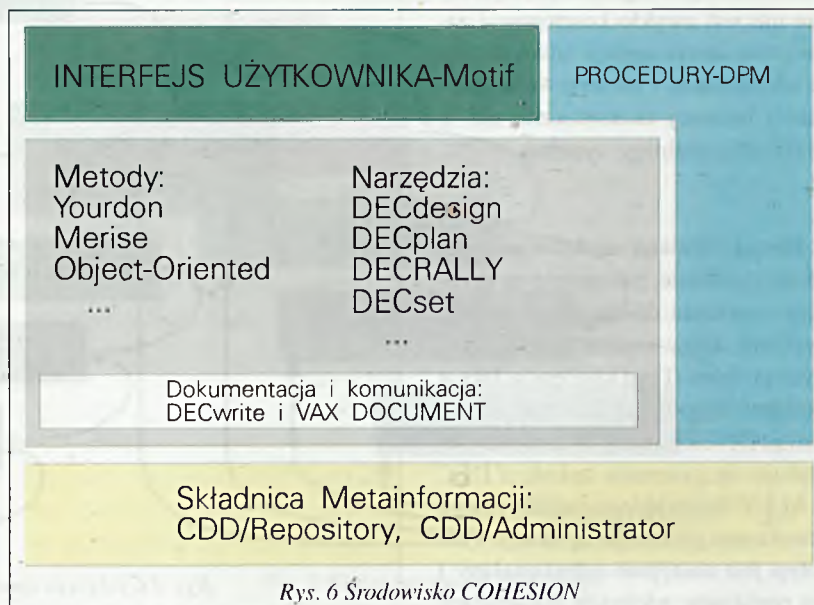 INTERFEJS UŻYTKOWNIKA-Motif
PROCEDURY-DPM
Metody:
Yourdon
Merise
Object-Oriented
...
Narzędzia:
DECdesign
DECplan
DECRALLY
DECset
...
Dokumentacja i komunikacja:
DECwrite i VAX DOCUMENT
Składnica Metainformacji:
CDD/Repository, CDD/Administrator
Rys. 6 Środowisko COHESION